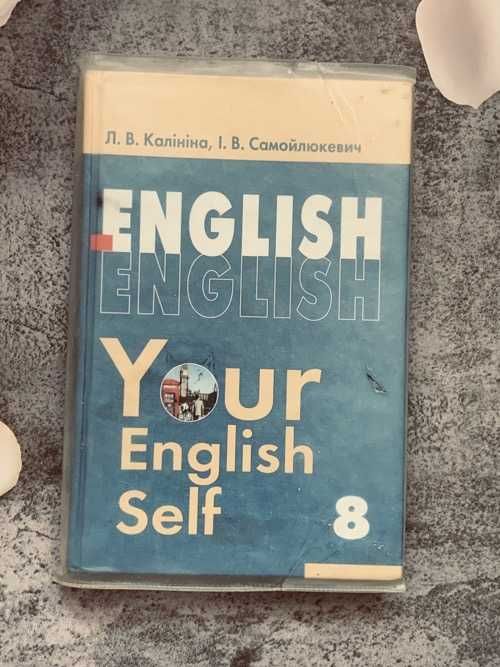 Л. В. Калініна, І. В. Самойлюкевич
ENGLISH
ENGLISH
Your
English
Self
8